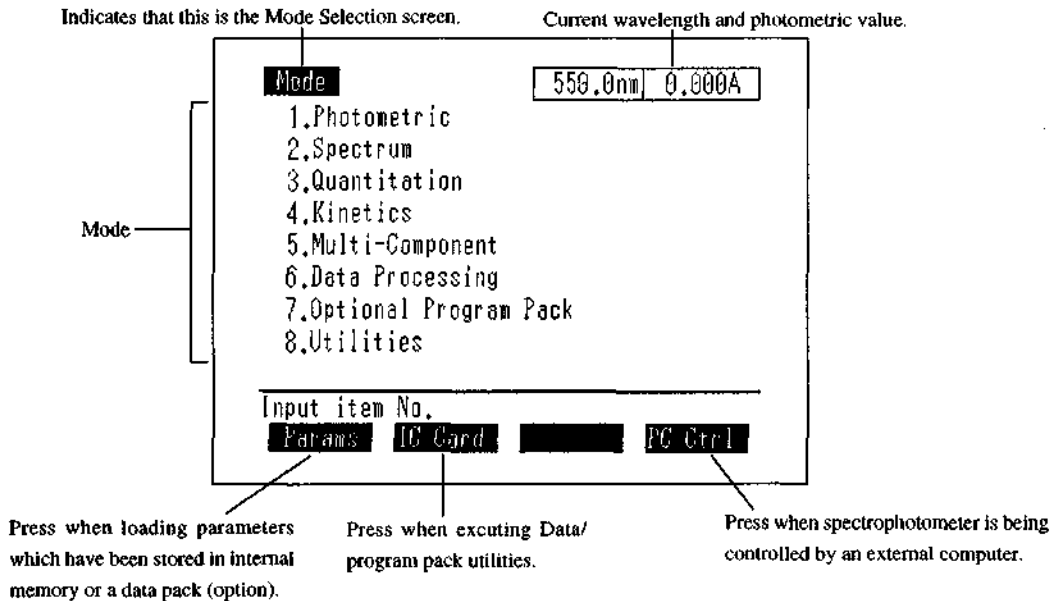 Indicates that this is the Mode Selection screen.
Current wavelength and photometric value.
Mode
550.0nm 0.000A
1.Photometric
2.Spectrum
3.Quantitation
4.Kinetics
5.Multi-Component
6.Data Processing
7.Optional Program Pack
8.Utilities
Mode
Input item No.
Params IC Card PC Ctrl
Press when loading parameters
which have been stored in internal
memory or a data pack (option).
Press when excuting Data/
program pack utilities.
Press when spectrophotometer is being
controlled by an external computer.